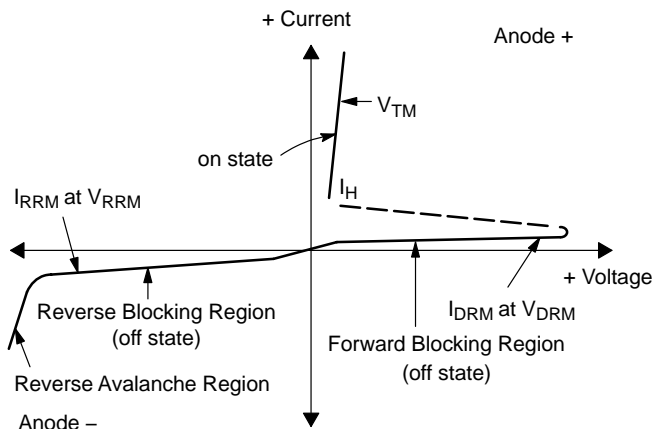 + Current
Anode +
V_TM
on state
I_H
I_RRM at V_RRM
+ Voltage
I_DRM at V_DRM
Reverse Blocking Region
(off state)
Forward Blocking Region
(off state)
Reverse Avalanche Region
Anode –